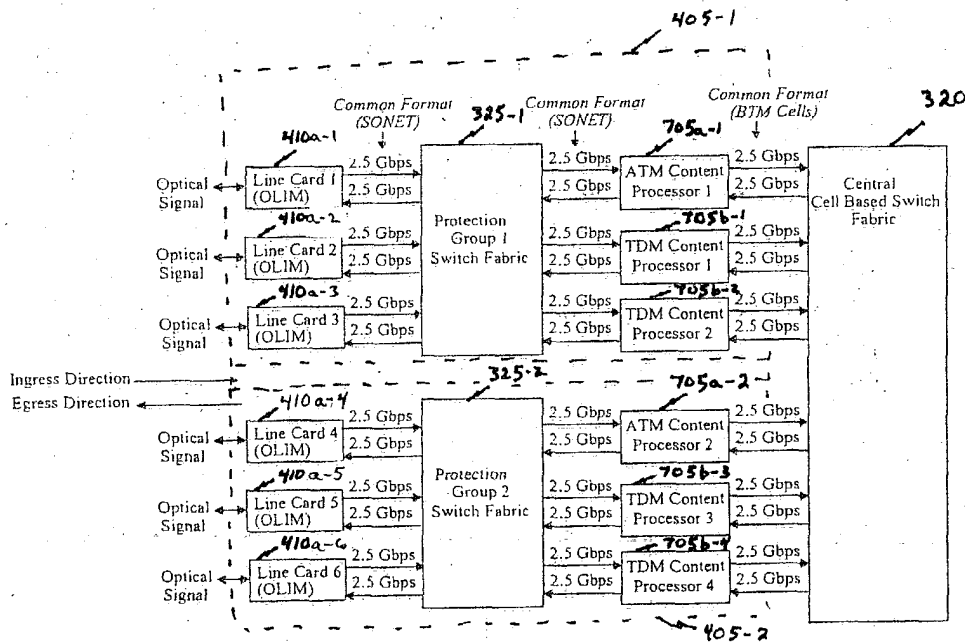 405-1
Common Format
(SONET)
325-1
Common Format
(SONET)
Common Format
(BTM Cells)
320
410a-1
705a-1
Optical
Signal
Line Card 1
(OLIM)
2.5 Gbps
2.5 Gbps
Protection
Group 1
Switch Fabric
2.5 Gbps
2.5 Gbps
ATM Content
Processor 1
2.5 Gbps
2.5 Gbps
Central
Cell Based Switch
Fabric
410a-2
705b-1
Optical
Signal
Line Card 2
(OLIM)
2.5 Gbps
2.5 Gbps
2.5 Gbps
2.5 Gbps
TDM Content
Processor 1
2.5 Gbps
2.5 Gbps
410a-3
705b-2
Optical
Signal
Line Card 3
(OLIM)
2.5 Gbps
2.5 Gbps
2.5 Gbps
2.5 Gbps
TDM Content
Processor 2
2.5 Gbps
2.5 Gbps
Ingress Direction
Egress Direction
325-2
410a-4
705a-2
Optical
Signal
Line Card 4
(OLIM)
2.5 Gbps
2.5 Gbps
Protection
Group 2
Switch Fabric
2.5 Gbps
2.5 Gbps
ATM Content
Processor 2
2.5 Gbps
2.5 Gbps
410a-5
705b-3
Optical
Signal
Line Card 5
(OLIM)
2.5 Gbps
2.5 Gbps
2.5 Gbps
2.5 Gbps
TDM Content
Processor 3
2.5 Gbps
2.5 Gbps
410a-6
705b-4
Optical
Signal
Line Card 6
(OLIM)
2.5 Gbps
2.5 Gbps
2.5 Gbps
2.5 Gbps
TDM Content
Processor 4
2.5 Gbps
2.5 Gbps
405-2